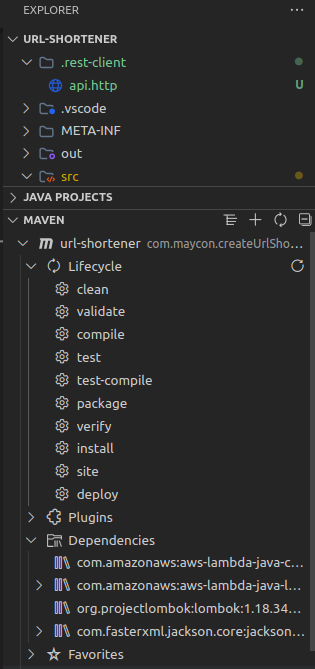 EXPLORER
URL-SHORTENER
.rest-client
api.http U
.vscode
META-INF
out
src
JAVA PROJECTS
MAVEN
url-shortener com.maycon.createUrlSho...
Lifecycle
clean
validate
compile
test
test-compile
package
verify
install
site
deploy
Plugins
Dependencies
com.amazonaws:aws-lambda-java-c...
com.amazonaws:aws-lambda-java-l...
org.projectlombok:lombok:1.18.34...
com.fasterxml.jackson.core:jackson...
Favorites